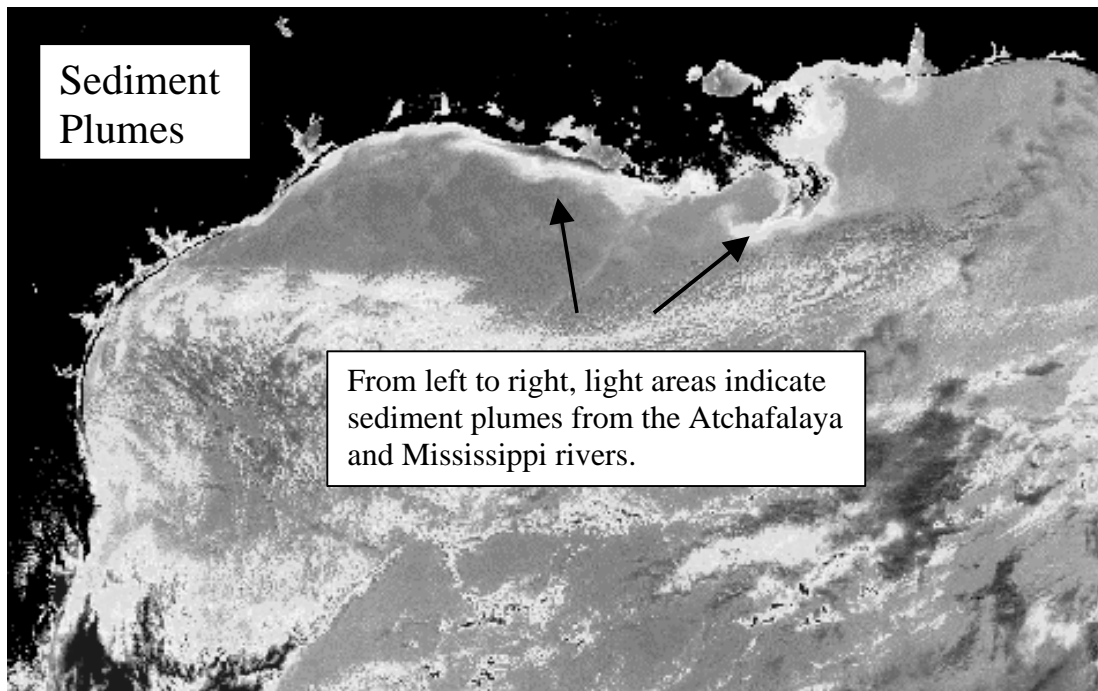 Sediment
Plumes
From left to right, light areas indicate
sediment plumes from the Atchafalaya
and Mississippi rivers.